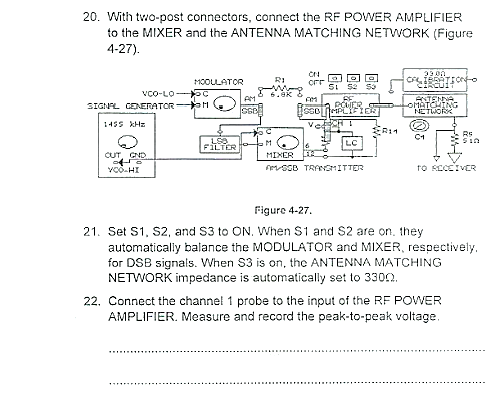 20. With two-post connectors, connect the RF POWER AMPLIFIER
to the MIXER and the ANTENNA MATCHING NETWORK (Figure
4-27).
MODULATOR
R1
6.8K
ON
OFF
S1 S2 S3
330Ω
CALIBRATION
CIRCUIT
VCO-LO
C
SIGNAL GENERATOR
M
AM
SSB
AM
SSB
RF
POWER
AMPLIFIER
ANTENNA
MATCHING
NETWORK
1455 kHz
OUT GND
VCO-HI
LSB
FILTER
C
M
MIXER
CH 1
LC
R14
C4
R5
51Ω
AM/SSB TRANSMITTER
TO RECEIVER
Figure 4-27.
21. Set S1, S2, and S3 to ON. When S1 and S2 are on, they
automatically balance the MODULATOR and MIXER, respectively,
for DSB signals. When S3 is on, the ANTENNA MATCHING
NETWORK impedance is automatically set to 330Ω.
22. Connect the channel 1 probe to the input of the RF POWER
AMPLIFIER. Measure and record the peak-to-peak voltage.